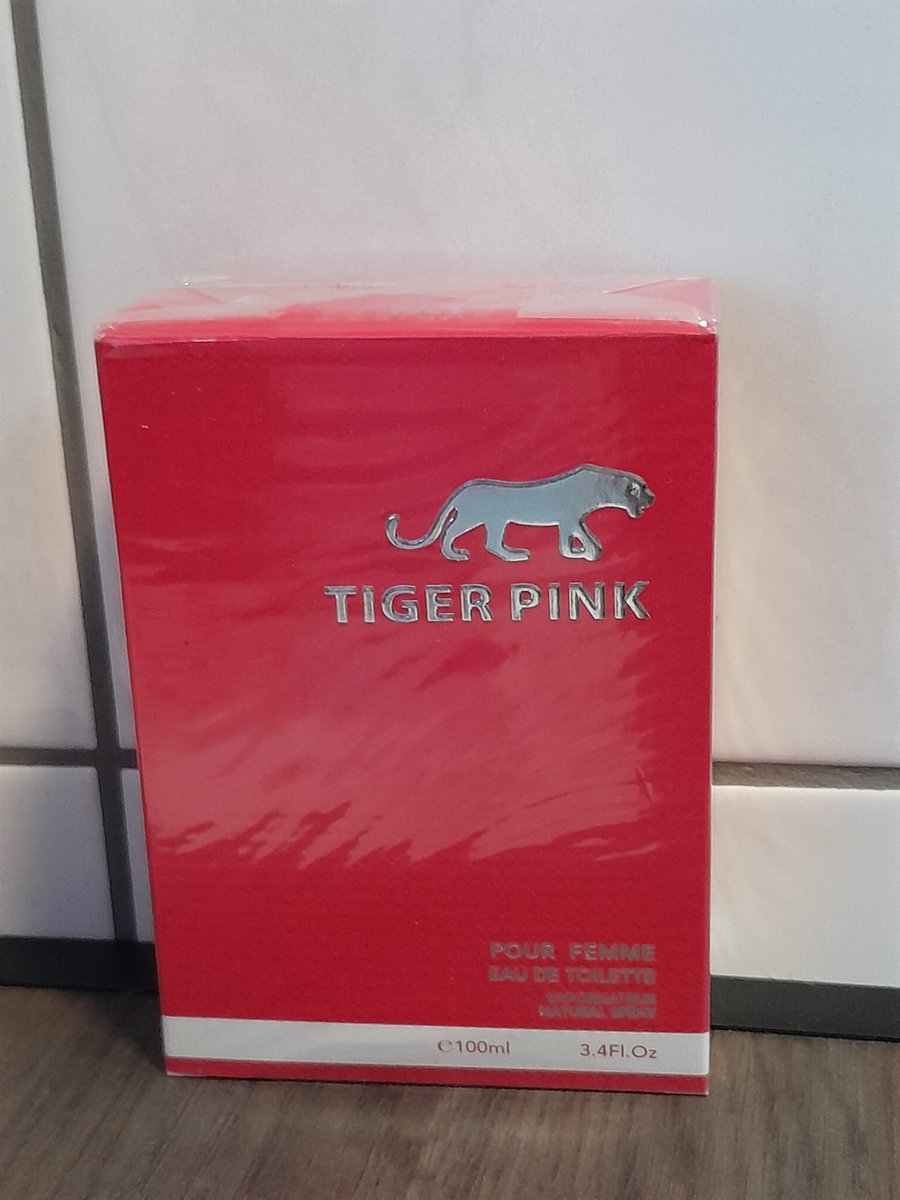 TIGER PINK
POUR FEMME
EAU DE TOILETTE
VAPORISATEUR
NATURAL SPRAY
℮100ml 3.4Fl.Oz